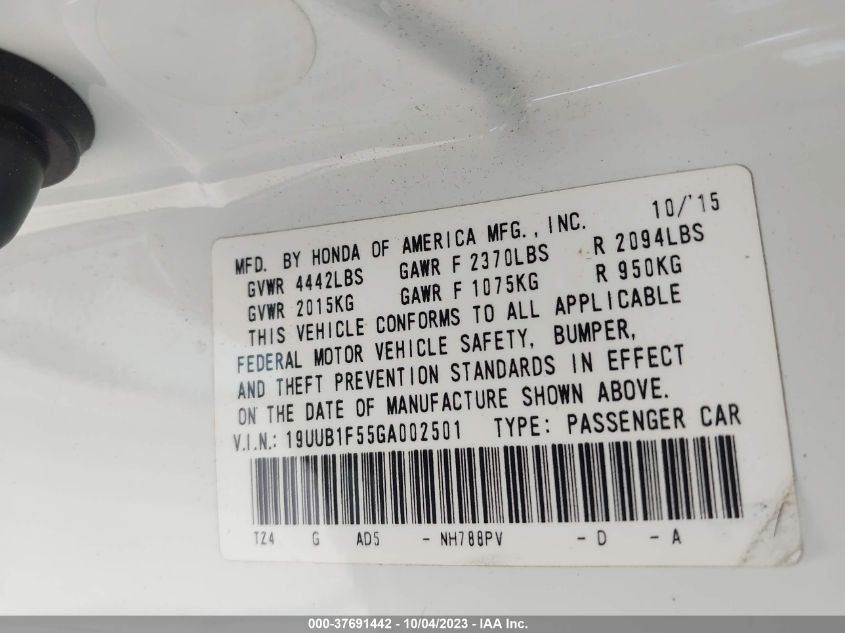 10/'15
MFD. BY HONDA OF AMERICA MFG., INC.
GVWR 4442LBS GAWR F 2370LBS R 2094LBS
GVWR 2015KG GAWR F 1075KG R 950KG
THIS VEHICLE CONFORMS TO ALL APPLICABLE
FEDERAL MOTOR VEHICLE SAFETY, BUMPER,
AND THEFT PREVENTION STANDARDS IN EFFECT
ON THE DATE OF MANUFACTURE SHOWN ABOVE.
V.I.N.: 19UUB1F55GA002501 TYPE: PASSENGER CAR
TZ4 G AD5 - NH788PV - D - A
000-37691442 - 10/04/2023 - IAA Inc.